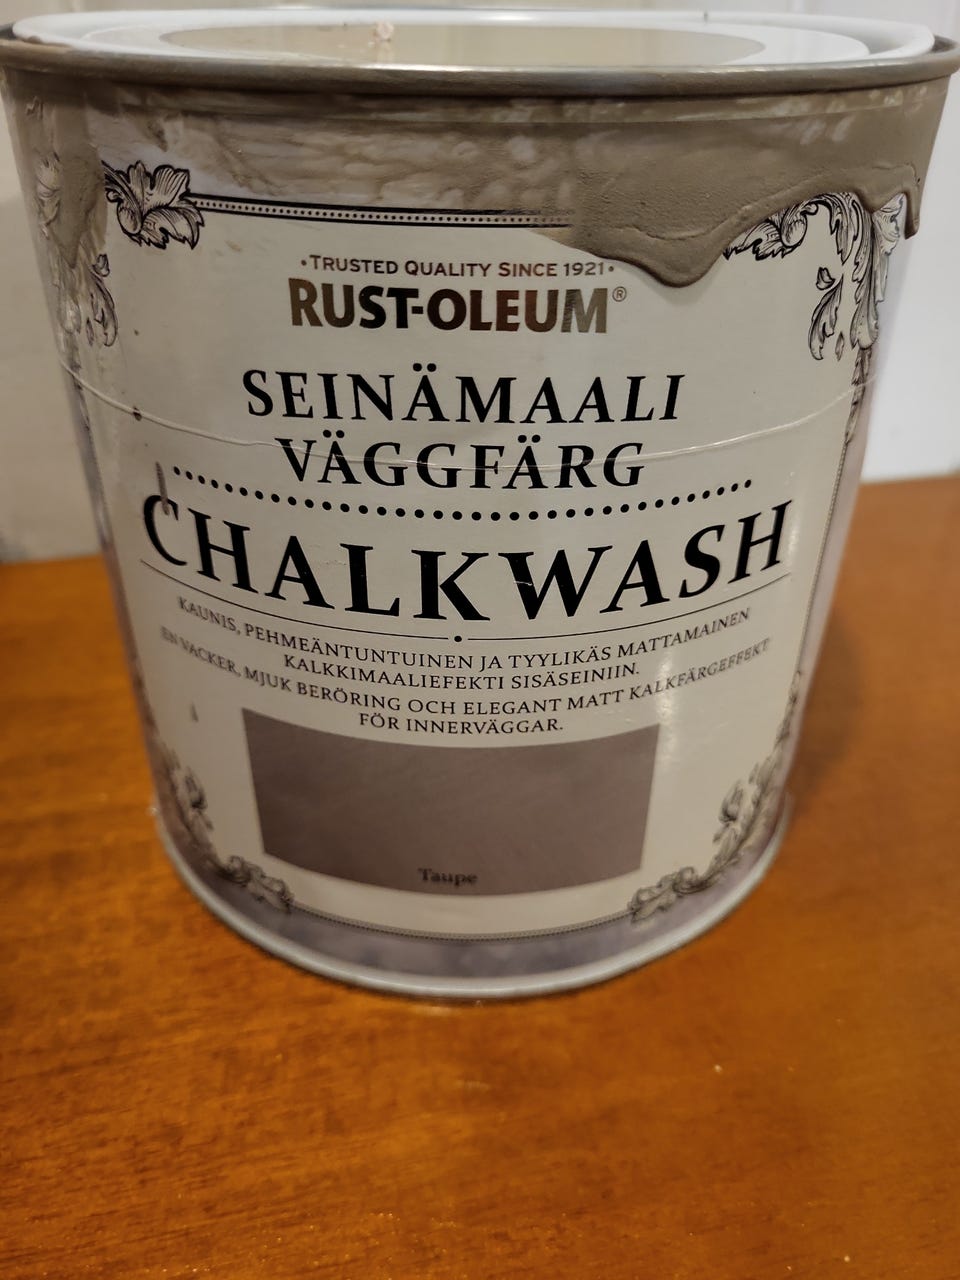 •TRUSTED QUALITY SINCE 1921•
RUST-OLEUM®
SEINÄMAALI
VÄGGFÄRG
CHALKWASH
KAUNIS, PEHMEÄNTUNTUINEN JA TYYLIKÄS MATTAMAINEN
KALKKIMAALIEFEKTI SISÄSEINIIN.
EN VACKER, MJUK BERÖRING OCH ELEGANT MATT KALKFÄRGEFFEKT
FÖR INNERVÄGGAR.
Taupe